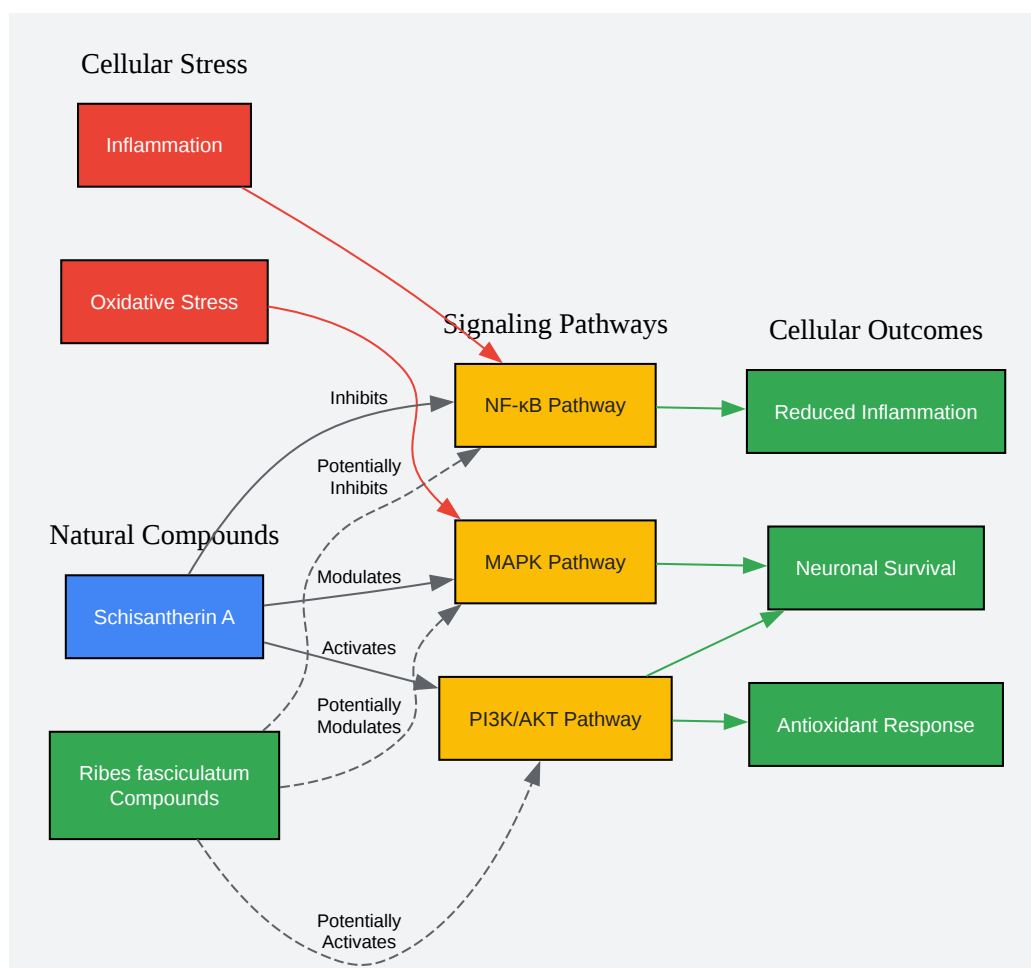 Cellular Stress
Inflammation
Oxidative Stress
Signaling Pathways
Cellular Outcomes
Inhibits
NF-κB Pathway
Reduced Inflammation
Potentially
Inhibits
Natural Compounds
MAPK Pathway
Neuronal Survival
Modulates
Schisantherin A
Activates
Potentially
Modulates
PI3K/AKT Pathway
Antioxidant Response
Ribes fasciculatum
Compounds
Potentially
Activates